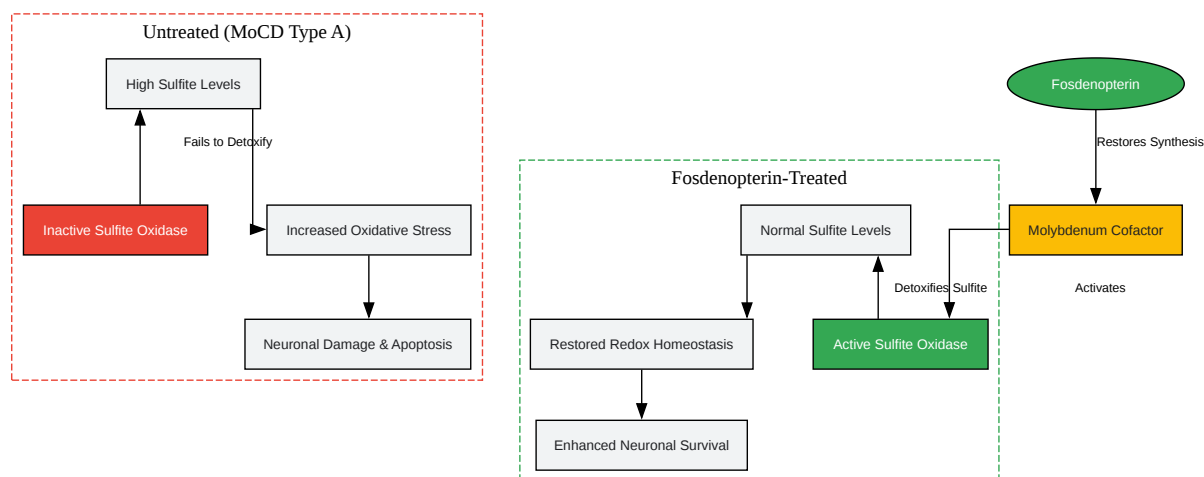 Untreated (MoCD Type A)
High Sulfite Levels
Fails to Detoxify
Inactive Sulfite Oxidase
Increased Oxidative Stress
Neuronal Damage & Apoptosis
Fosdenopterin
Restores Synthesis
Fosdenopterin-Treated
Normal Sulfite Levels
Molybdenum Cofactor
Detoxifies Sulfite
Activates
Restored Redox Homeostasis
Active Sulfite Oxidase
Enhanced Neuronal Survival